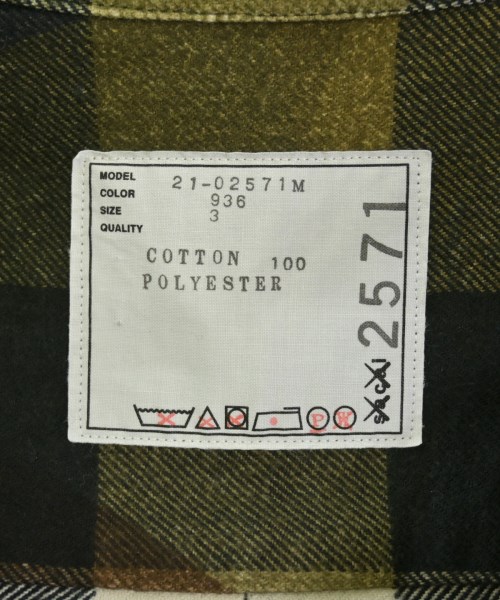 MODEL 21-02571M
COLOR 936
SIZE 3
QUALITY
COTTON 100
POLYESTER
2571
sacai
P W